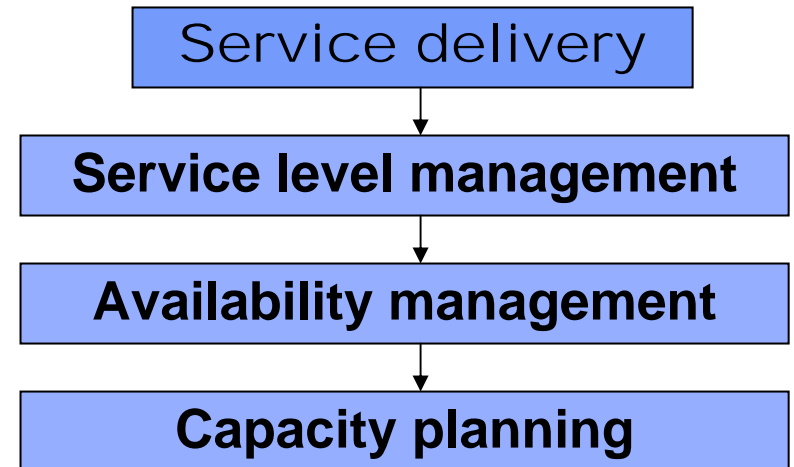 Service delivery
Service level management
Availability management
Capacity planning